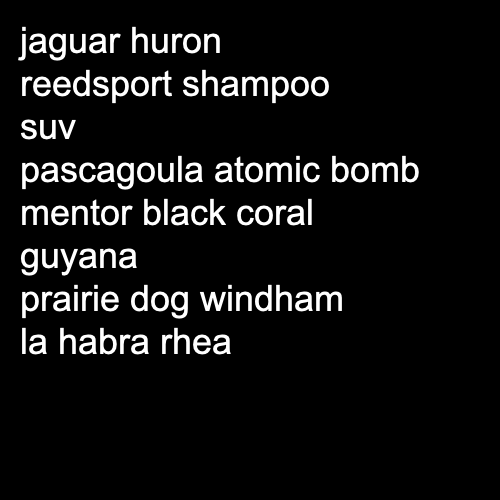 jaguar huron
reedsport shampoo
suv
pascagoula atomic bomb
mentor black coral
guyana
prairie dog windham
la habra rhea